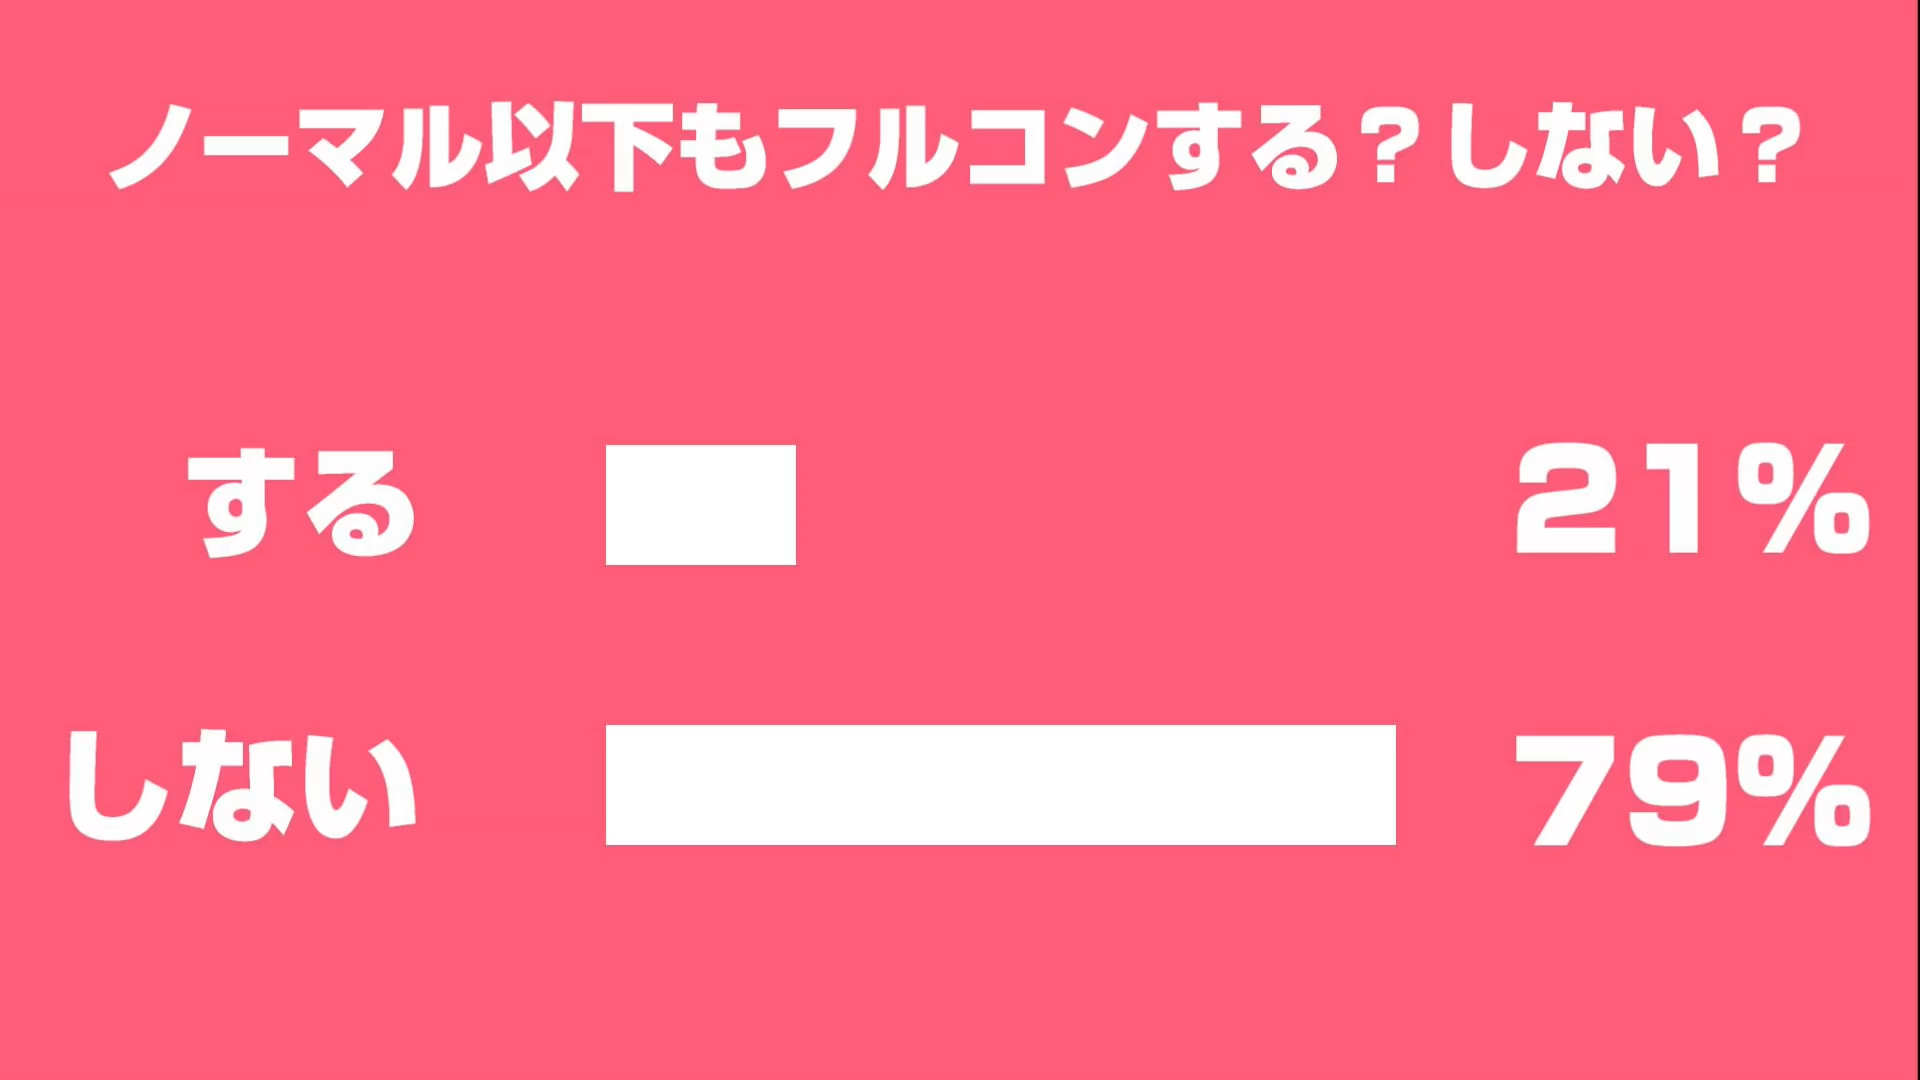 ノーマル以下もフルコンする？しない？
する 21%
しない 79%